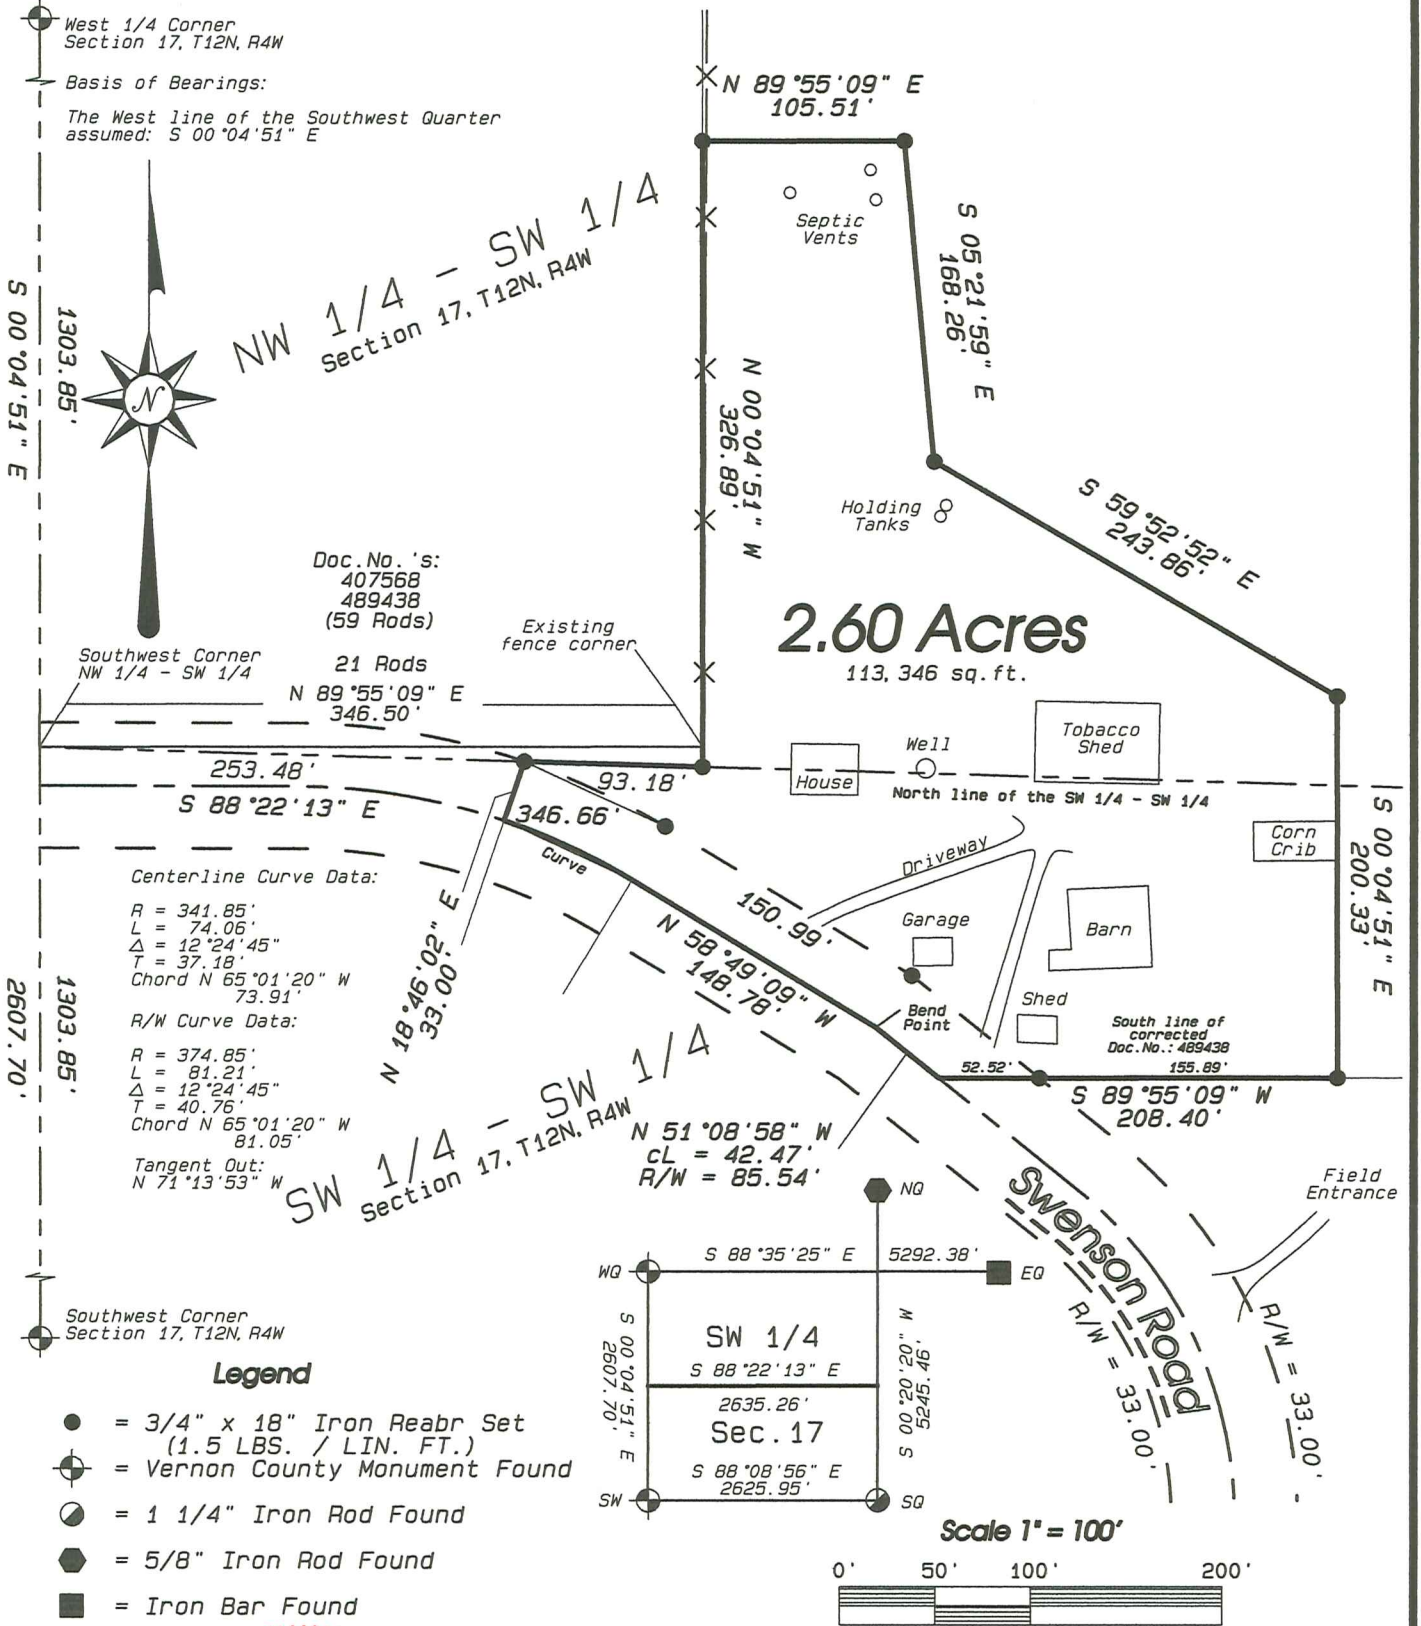 West 1/4 Corner
Section 17, T12N, R4W
Basis of Bearings:
The West line of the Southwest Quarter
assumed: S 00°04'51" E
N 89°55'09" E
105.51'
NW 1/4 - SW 1/4
Section 17, T12N, R4W
Septic
Vents
S 05°21'59" E
168.26'
S 00°04'51" E
1303.85'
N
N 00°04'51" W
326.89'
Holding
Tanks
S 59°52'52" E
243.86'
Doc.No.'s:
407568
489438
(59 Rods)
21 Rods
N 89°55'09" E
346.50'
Existing
fence corner
Southwest Corner
NW 1/4 - SW 1/4
2.60 Acres
113,346 sq.ft.
Tobacco
Shed
Well
House
North line of the SW 1/4 - SW 1/4
253.48'
93.18'
S 88°22'13" E
346.66'
Curve
Driveway
Corn
Crib
S 00°04'51" E
200.33'
Centerline Curve Data:
R = 341.85'
L = 74.06'
Δ = 12°24'45"
T = 37.18'
Chord N 65°01'20" W
73.91'
R/W Curve Data:
R = 374.85'
L = 81.21'
Δ = 12°24'45"
T = 40.76'
Chord N 65°01'20" W
81.05'
Tangent Out:
N 71°13'53" W
1303.85'
2607.70'
N 18°46'02" E
33.00'
150.99'
N 58°49'09" W
148.78'
Garage
Barn
Bend
Point
Shed
South line of
corrected
Doc.No.: 489438
52.52'
155.89'
S 89°55'09" W
208.40'
SW 1/4 - SW 1/4
Section 17, T12N, R4W
N 51°08'58" W
cL = 42.47'
R/W = 85.54'
Swenson Road
R/W = 33.00'
R/W = 33.00'
Field
Entrance
NQ
WQ
S 88°35'25" E
5292.38'
EQ
SW 1/4
S 88°22'13" E
2635.26'
Sec.17
S 88°08'56" E
2625.95'
S 00°04'51" E
2607.70'
S 00°20'20" W
5245.46'
SW
SQ
Southwest Corner
Section 17, T12N, R4W
Legend
= 3/4" x 18" Iron Reabr Set
(1.5 LBS. / LIN. FT.)
= Vernon County Monument Found
= 1 1/4" Iron Rod Found
= 5/8" Iron Rod Found
= Iron Bar Found
Scale 1" = 100'
0'
50'
100'
200'